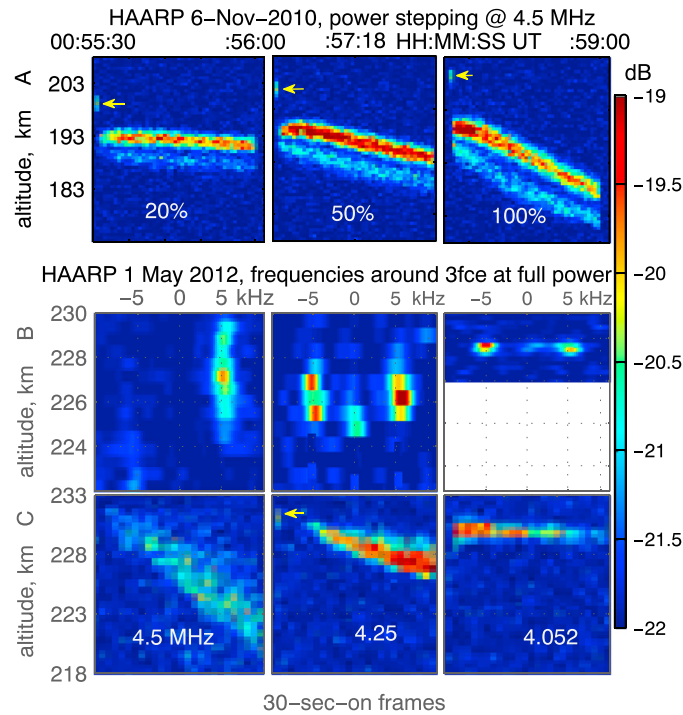 HAARP 6-Nov-2010, power stepping @ 4.5 MHz
00:55:30 :56:00 :57:18 HH:MM:SS UT :59:00
altitude, km A
203
193
183
20%
50%
100%
dB
-19
-19.5
-20
-20.5
-21
-21.5
-22
HAARP 1 May 2012, frequencies around 3fce at full power
-5 0 5 kHz -5 0 5 kHz -5 0 5 kHz
altitude, km B
230
228
226
224
altitude, km C
233
228
223
218
4.5 MHz
4.25
4.052
30-sec-on frames